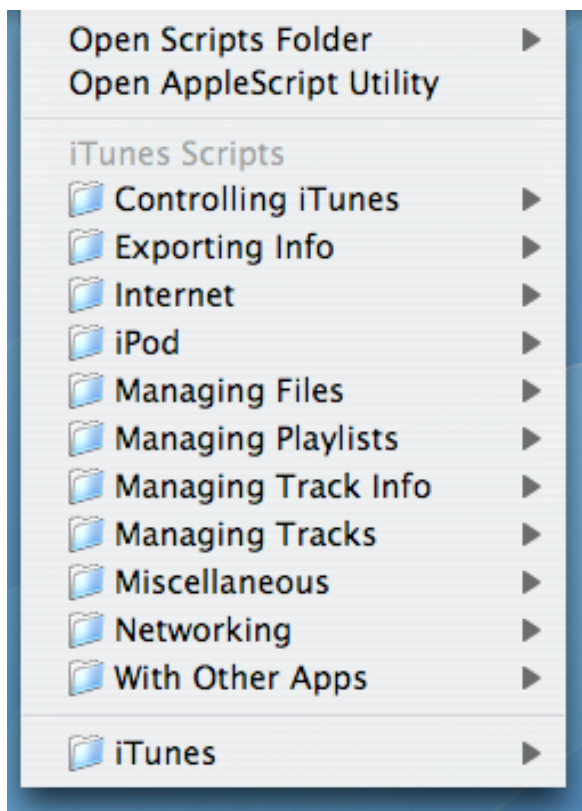 Open Scripts Folder
Open AppleScript Utility
iTunes Scripts
Controlling iTunes
Exporting Info
Internet
iPod
Managing Files
Managing Playlists
Managing Track Info
Managing Tracks
Miscellaneous
Networking
With Other Apps
iTunes